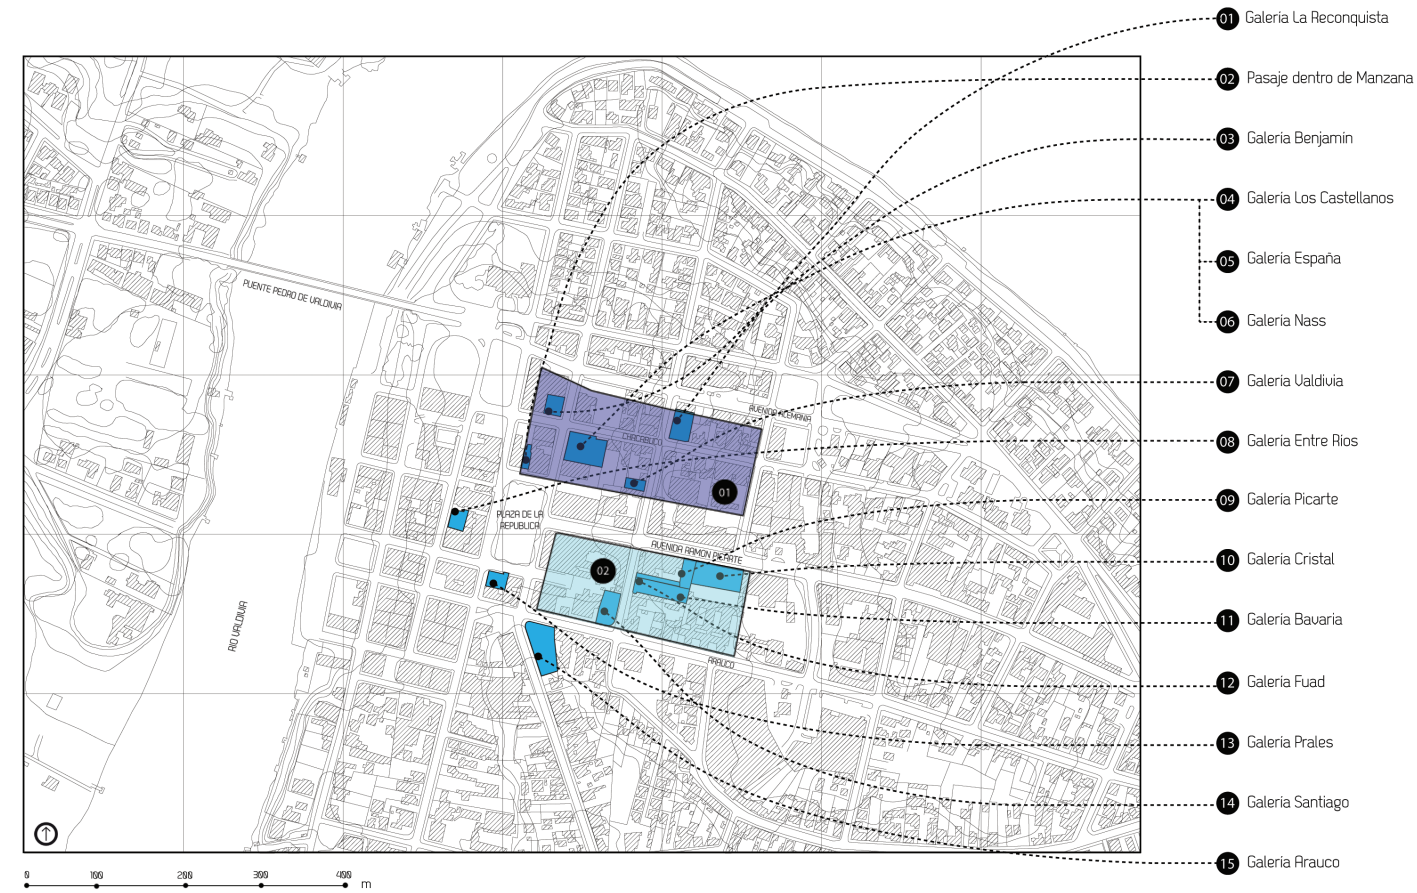 01 Galería La Reconquista
02 Pasaje dentro de Manzana
03 Galería Benjamín
04 Galería Los Castellanos
05 Galería España
06 Galería Nass
07 Galería Valdivia
08 Galería Entre Rios
09 Galería Picarte
10 Galería Cristal
11 Galería Bavaria
12 Galería Fuad
13 Galería Prales
14 Galería Santiago
15 Galería Arauco
PUENTE PEDRO DE VALDIVIA
AVENIDA ALEMANIA
CHACABUCO
01
PLAZA DE LA
REPUBLICA
AVENIDA RAMON PICARTE
02
RIO VALDIVIA
ARAUCO
0 100 200 300 400 m